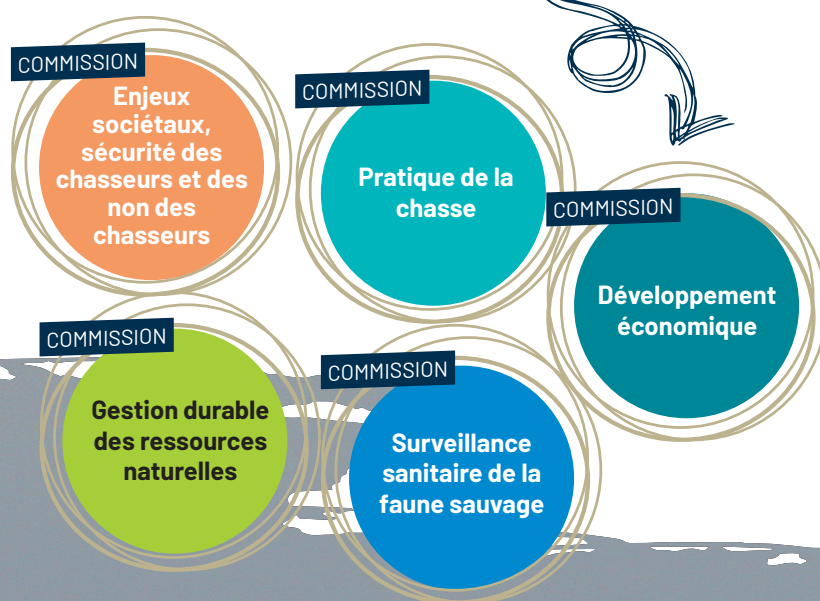 COMMISSION
Enjeux
sociétaux,
sécurité des
chasseurs et des
non des
chasseurs
COMMISSION
Pratique de la
chasse
COMMISSION
Développement
économique
COMMISSION
Gestion durable
des ressources
naturelles
COMMISSION
Surveillance
sanitaire de la
faune sauvage